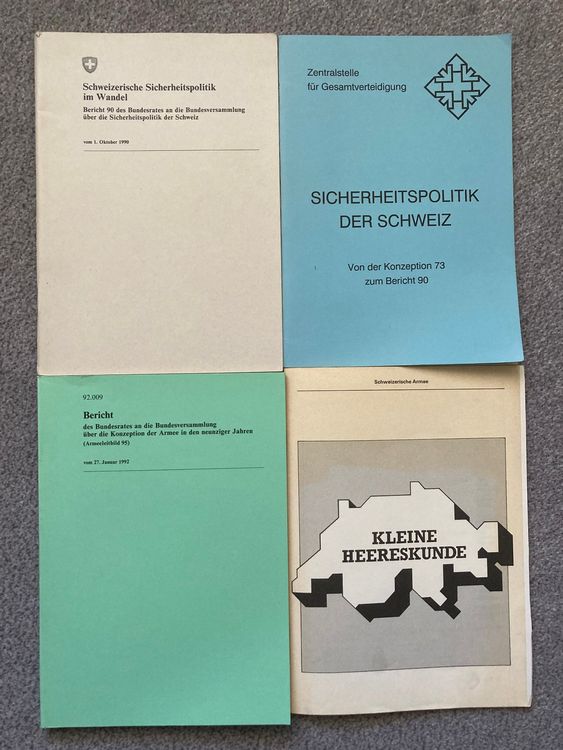 Schweizerische Sicherheitspolitik
im Wandel
Bericht 90 des Bundesrates an die Bundesversammlung
über die Sicherheitspolitik der Schweiz
vom 1. Oktober 1990
Zentralstelle
für Gesamtverteidigung
SICHERHEITSPOLITIK
DER SCHWEIZ
Von der Konzeption 73
zum Bericht 90
92.009
Bericht
des Bundesrates an die Bundesversammlung
über die Konzeption der Armee in den neunziger Jahren
(Armeeleitbild 95)
vom 27. Januar 1992
Schweizerische Armee
KLEINE
HEERESKUNDE